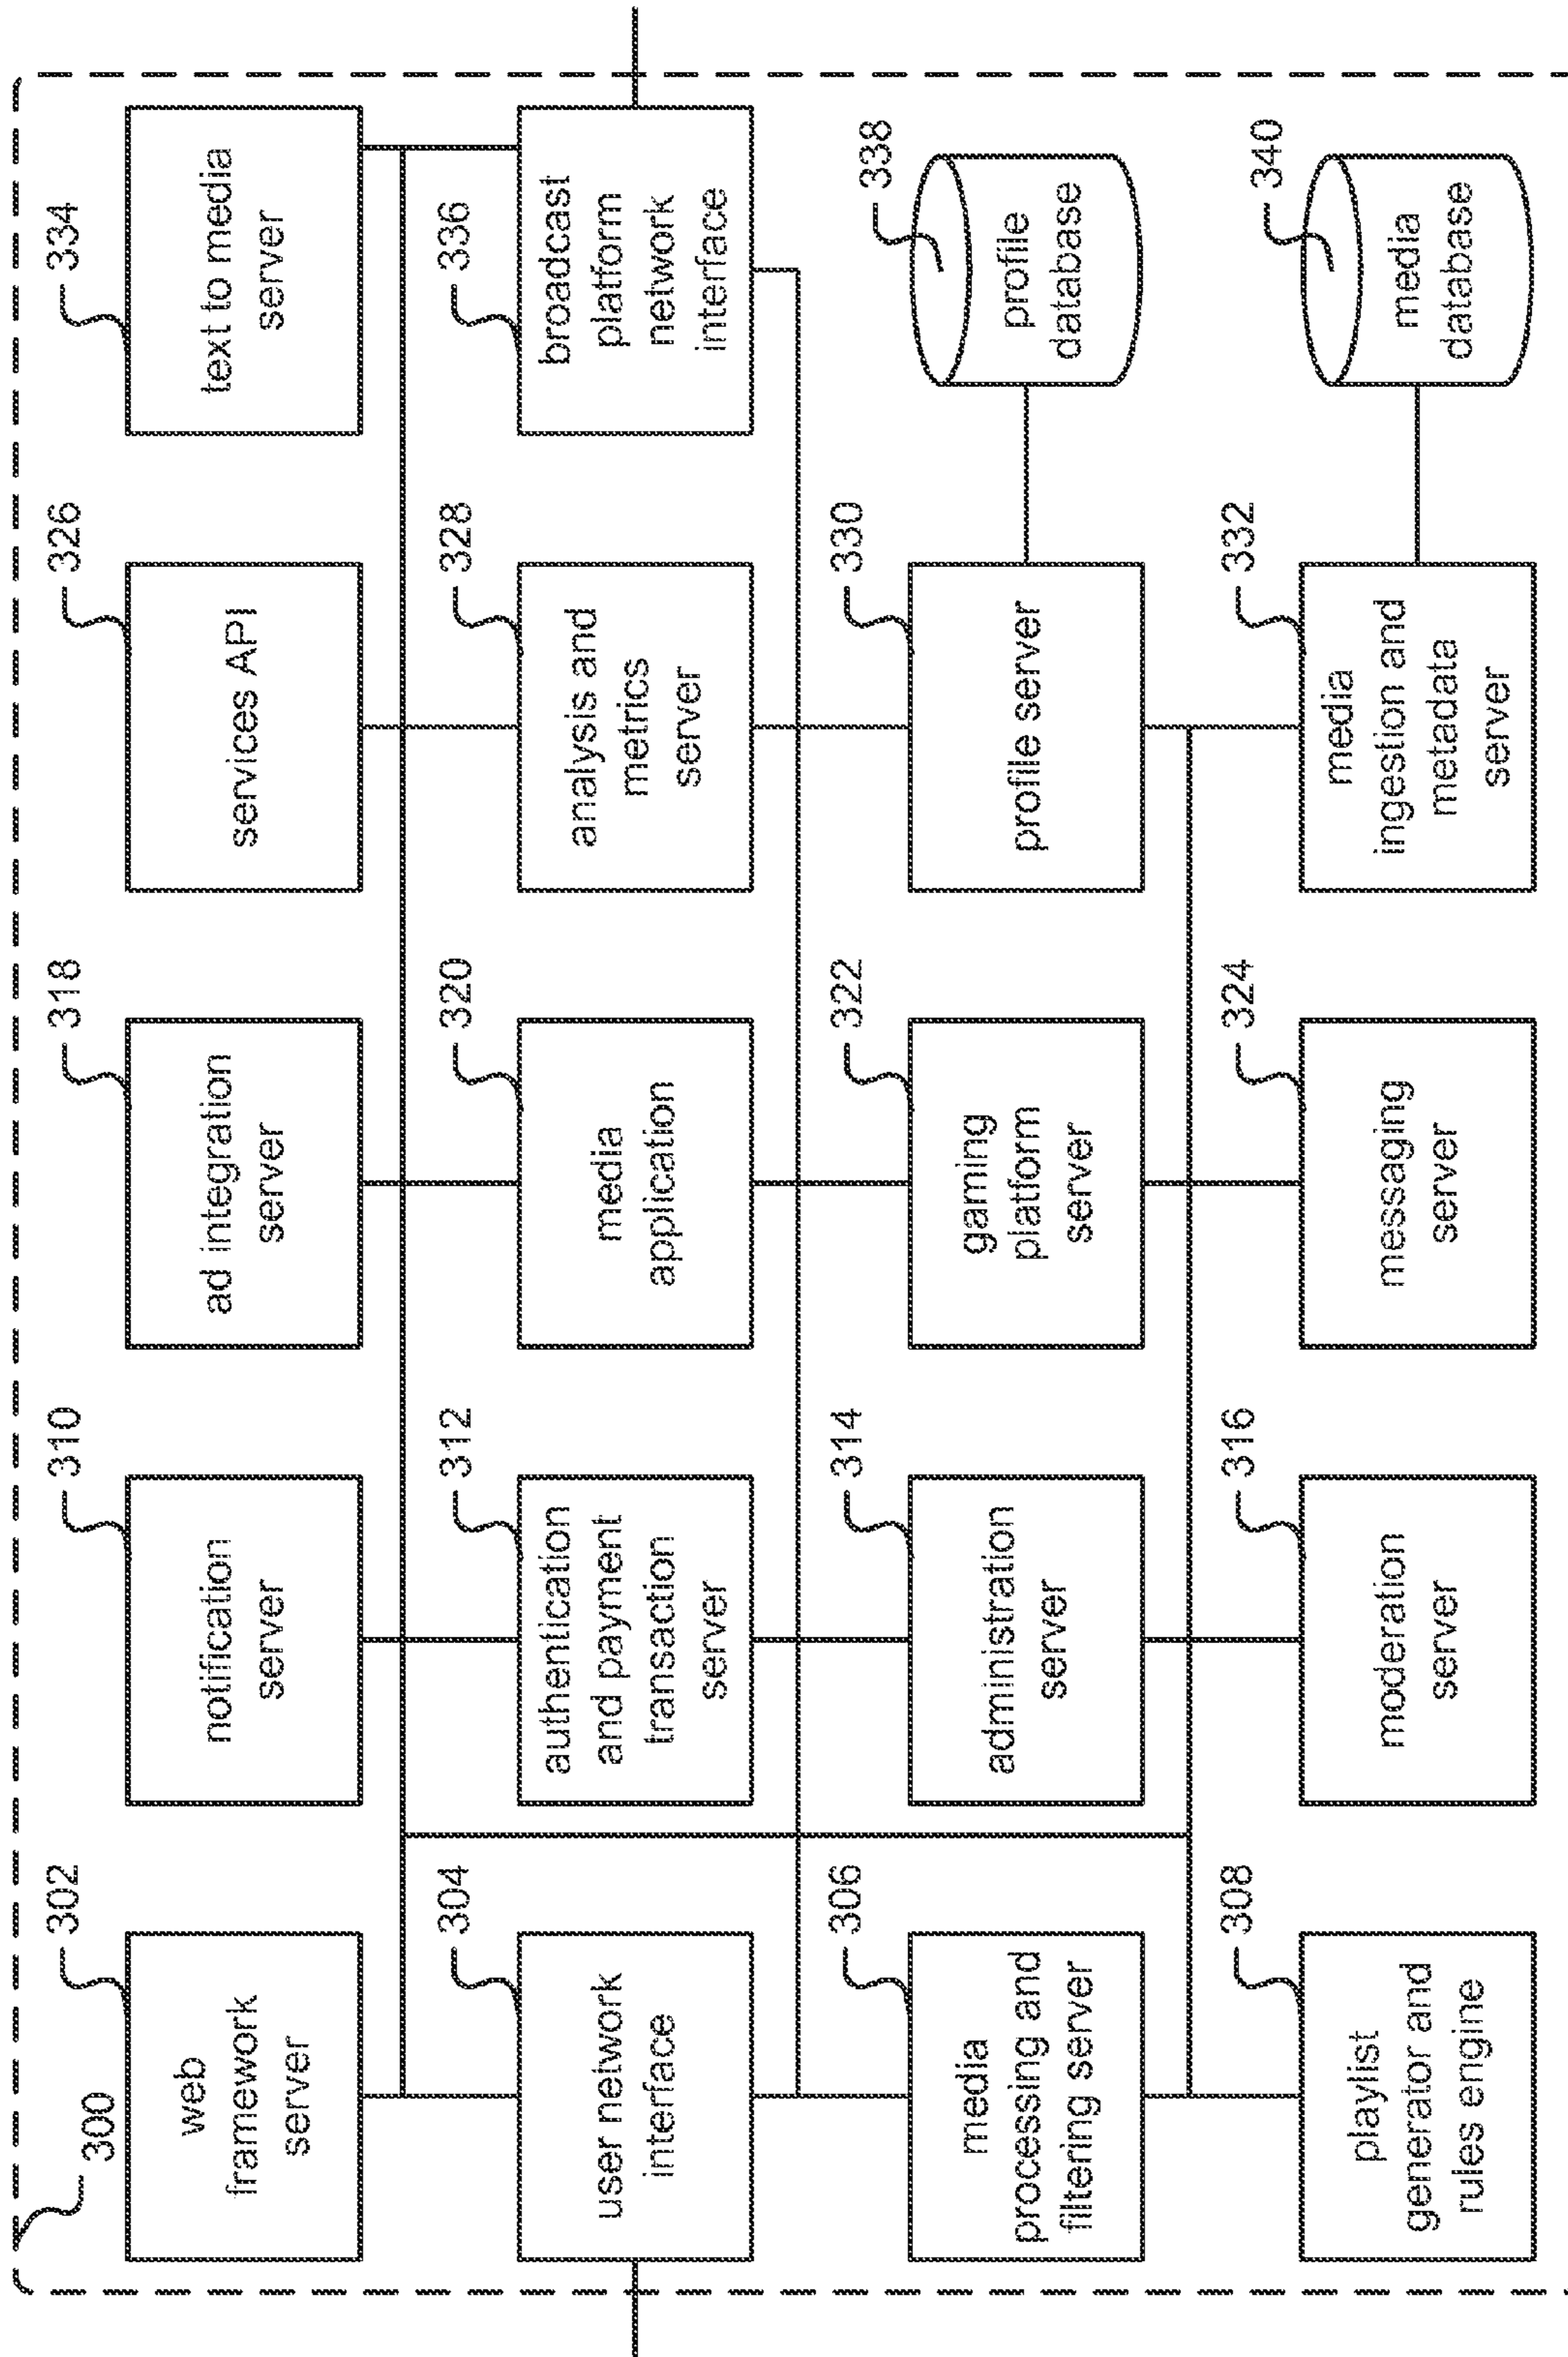 300
302
web
framework
server
304
user network
interface
306
media
processing and
filtering server
308
playlist
generator and
rules engine
310
notification
server
312
authentication
and payment
transaction
server
314
administration
server
316
moderation
server
318
ad integration
server
320
media
application
322
gaming
platform
server
324
messaging
server
326
services API
328
analysis and
metrics
server
330
profile server
332
media
ingestion and
metadata
server
334
text to media
server
336
broadcast
platform
network
interface
338
profile
database
340
media
database